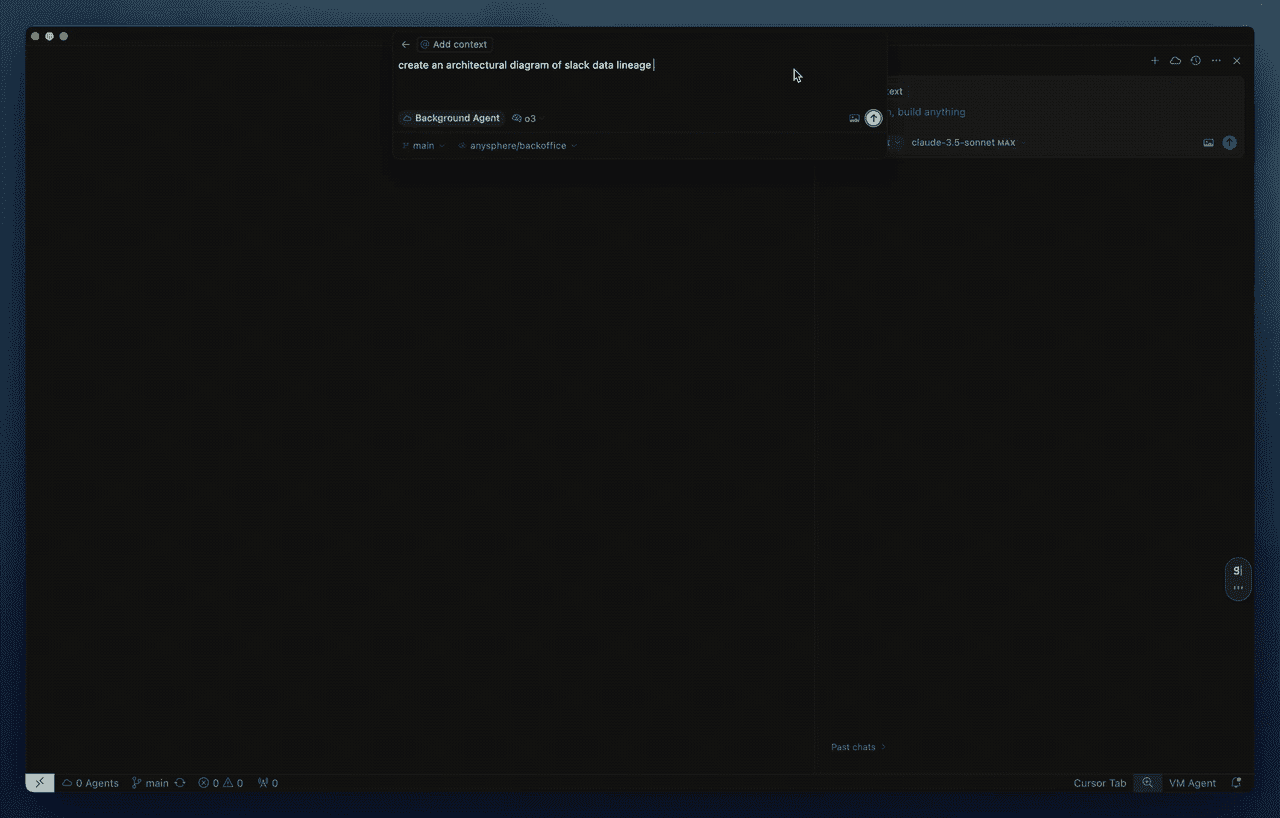 Add context
create an architectural diagram of slack data lineage
Background Agent o3
main anysphere/backoffice
text
, build anything
claude-3.5-sonnet MAX
g
Past chats
0 Agents main 0 0 0
Cursor Tab VM Agent